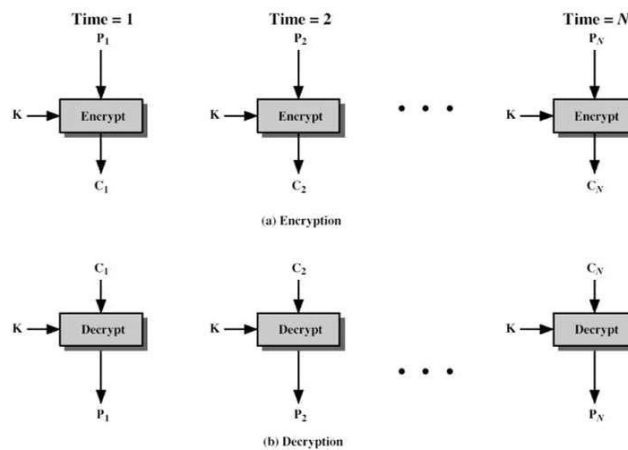 Time = 1 Time = 2 Time = N
P1 P2 PN
K Encrypt K Encrypt K Encrypt
C1 C2 CN
(a) Encryption
C1 C2 CN
K Decrypt K Decrypt K Decrypt
P1 P2 PN
(b) Decryption